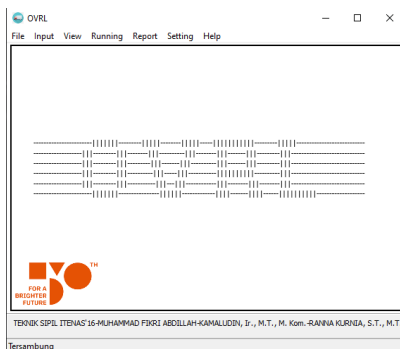 OVRL
File Input View Running Report Setting Help
----------------------|||||||---------|||||--------|||||-----|||||||||||---------|||||--------------------------
-------------------|||---------|||-------|||---------|||-------|||-------|||---------|||----------------------------
-------------------|||---------|||---------|||-----|||---------|||-------|||---------|||----------------------------
-------------------|||---------|||----------|||---|||----------|||||||||||---------|||----------------------------
-------------------|||---------|||-----------|||--|||-----------|||-----|||---------|||----------------------------
----------------------|||||||----------------||||||-------------||||-----||||-----|||||||||||-------------------
TH
FOR A
BRIGHTER
FUTURE
TEKNIK SIPIL ITENAS'16-MUHAMMAD FIKRI ABDILLAH-KAMALUDIN, Ir., M.T., M. Kom.-RANNA KURNIA, S.T., M.T
Tersambung